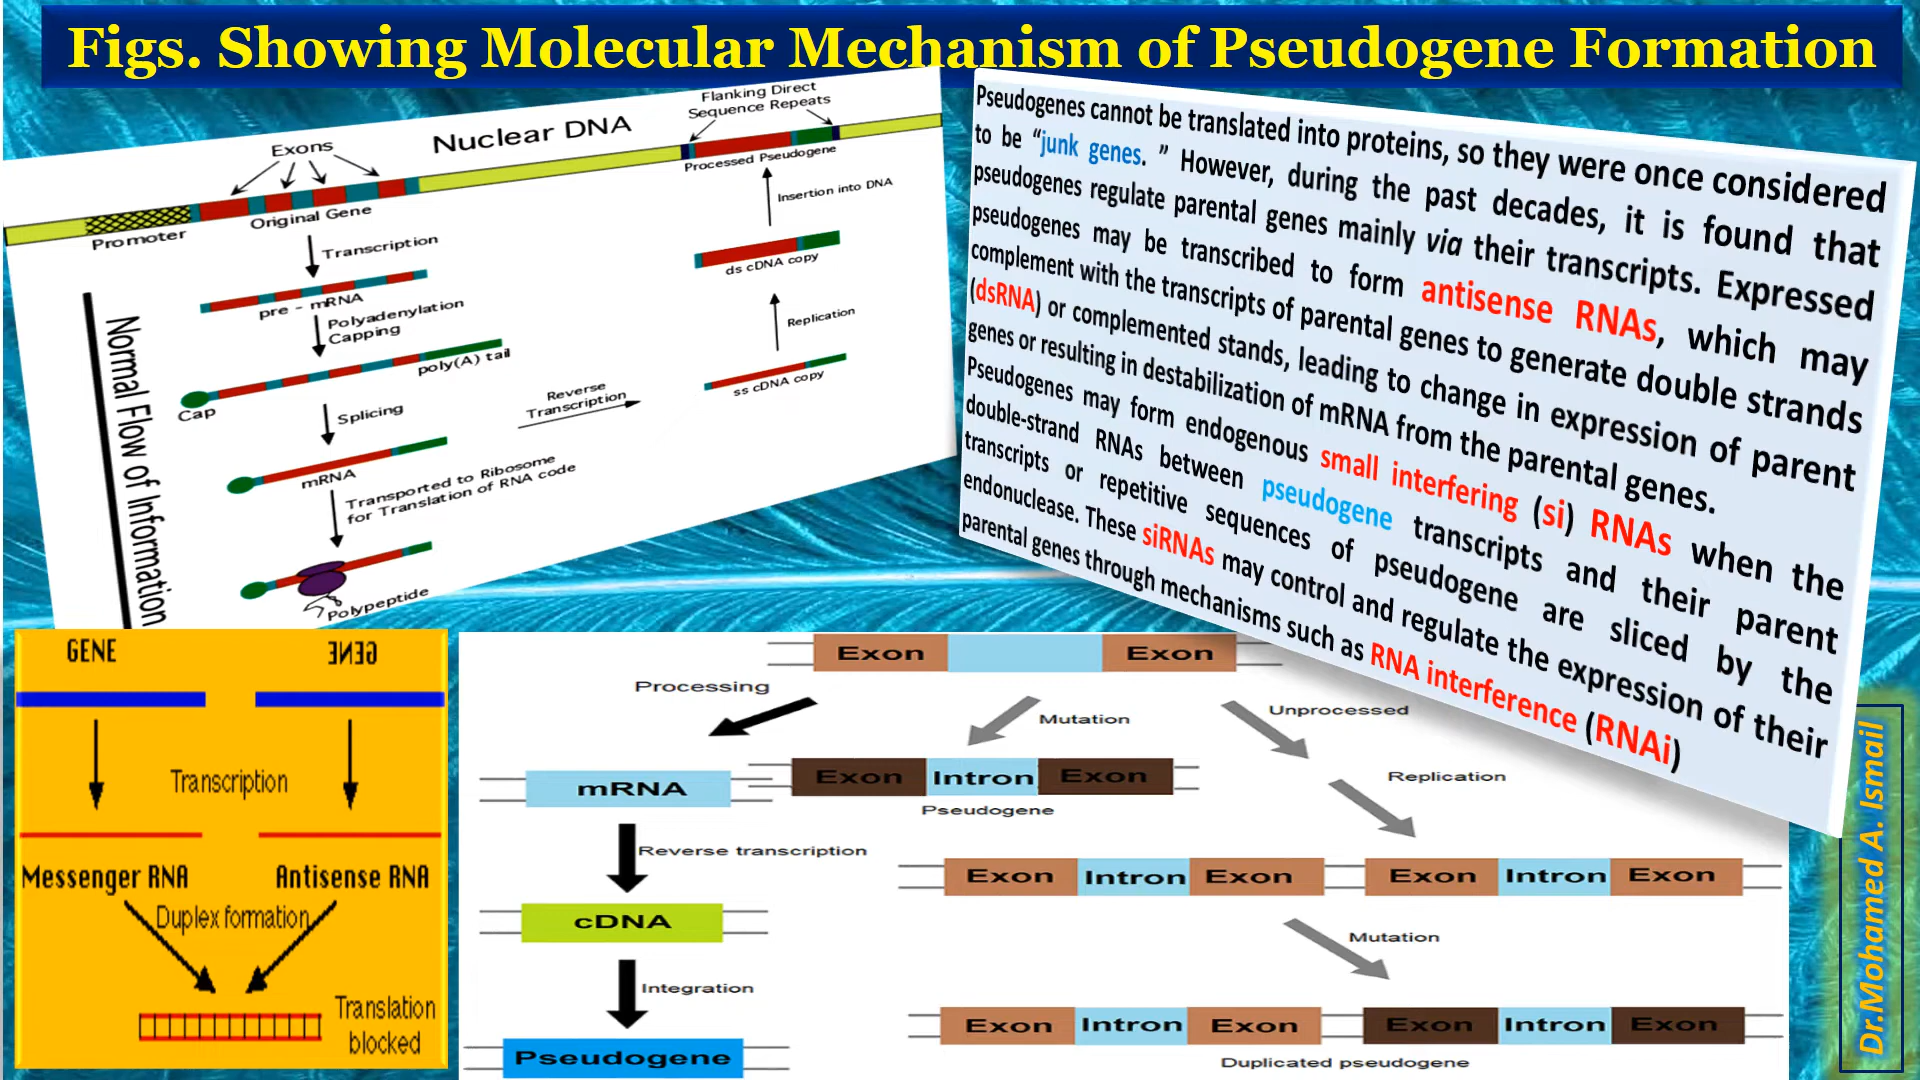 Figs. Showing Molecular Mechanism of Pseudogene Formation
Flanking Direct
Sequence Repeats
Nuclear DNA
Exons
Processed Pseudogene
Original Gene
Promoter
Insertion into DNA
Transcription
ds cDNA copy
pre - mRNA
Polyadenylation
Capping
Replication
poly(A) tail
ss cDNA copy
Cap
Reverse
Transcription
Splicing
mRNA
Transported to Ribosome
for Translation of RNA code
Polypeptide
Normal Flow of Information
Pseudogenes cannot be translated into proteins, so they were once considered
to be “junk genes. ” However, during the past decades, it is found that
pseudogenes regulate parental genes mainly via their transcripts. Expressed
pseudogenes may be transcribed to form antisense RNAs, which may
complement with the transcripts of parental genes to generate double strands
(dsRNA) or complemented stands, leading to change in expression of parent
genes or resulting in destabilization of mRNA from the parental genes.
Pseudogenes may form endogenous small interfering (si) RNAs when the
double-strand RNAs between pseudogene transcripts and their parent
transcripts or repetitive sequences of pseudogene are sliced by the
endonuclease. These siRNAs may control and regulate the expression of their
parental genes through mechanisms such as RNA interference (RNAi)
GENE
GENE
Transcription
Messenger RNA
Antisense RNA
Duplex formation
Translation
blocked
Exon
Exon
Processing
Mutation
Unprocessed
mRNA
Exon
Intron
Exon
Pseudogene
Replication
Reverse transcription
Exon
Intron
Exon
Exon
Intron
Exon
cDNA
Mutation
Integration
Exon
Intron
Exon
Exon
Intron
Exon
Pseudogene
Duplicated pseudogene
Dr.Mohamed A. Ismail